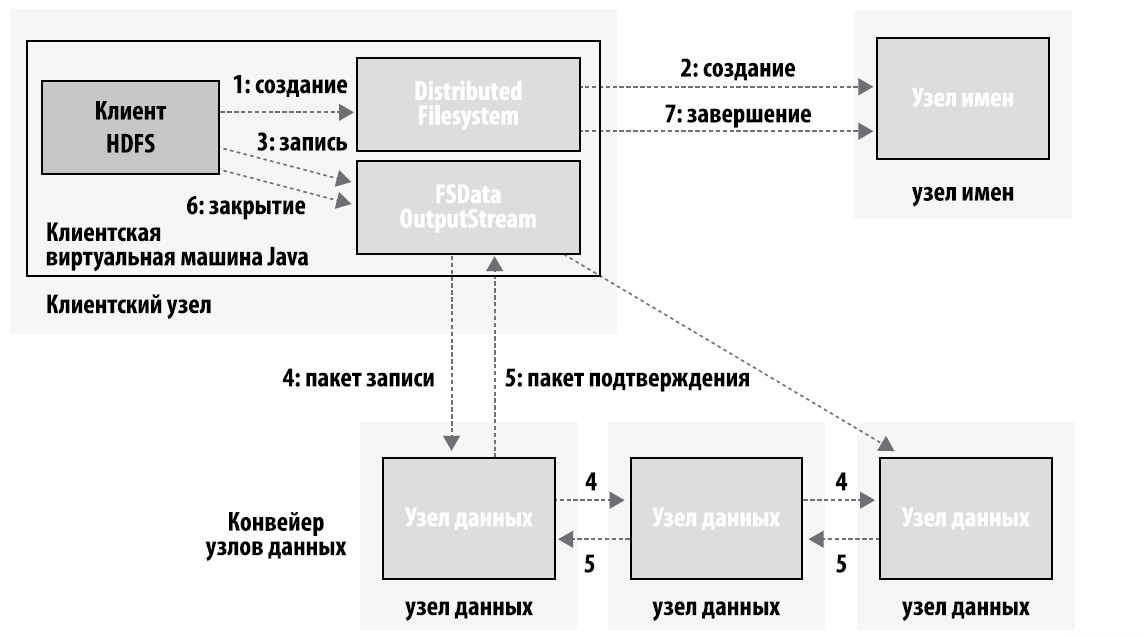 1: создание
Distributed
Filesystem
2: создание
Узел имен
Клиент
HDFS
7: завершение
3: запись
FSData
OutputStream
узел имен
6: закрытие
Клиентская
виртуальная машина Java
Клиентский узел
4: пакет записи
5: пакет подтверждения
4
4
Узел данных
Узел данных
Узел данных
Конвейер
узлов данных
5
5
узел данных
узел данных
узел данных